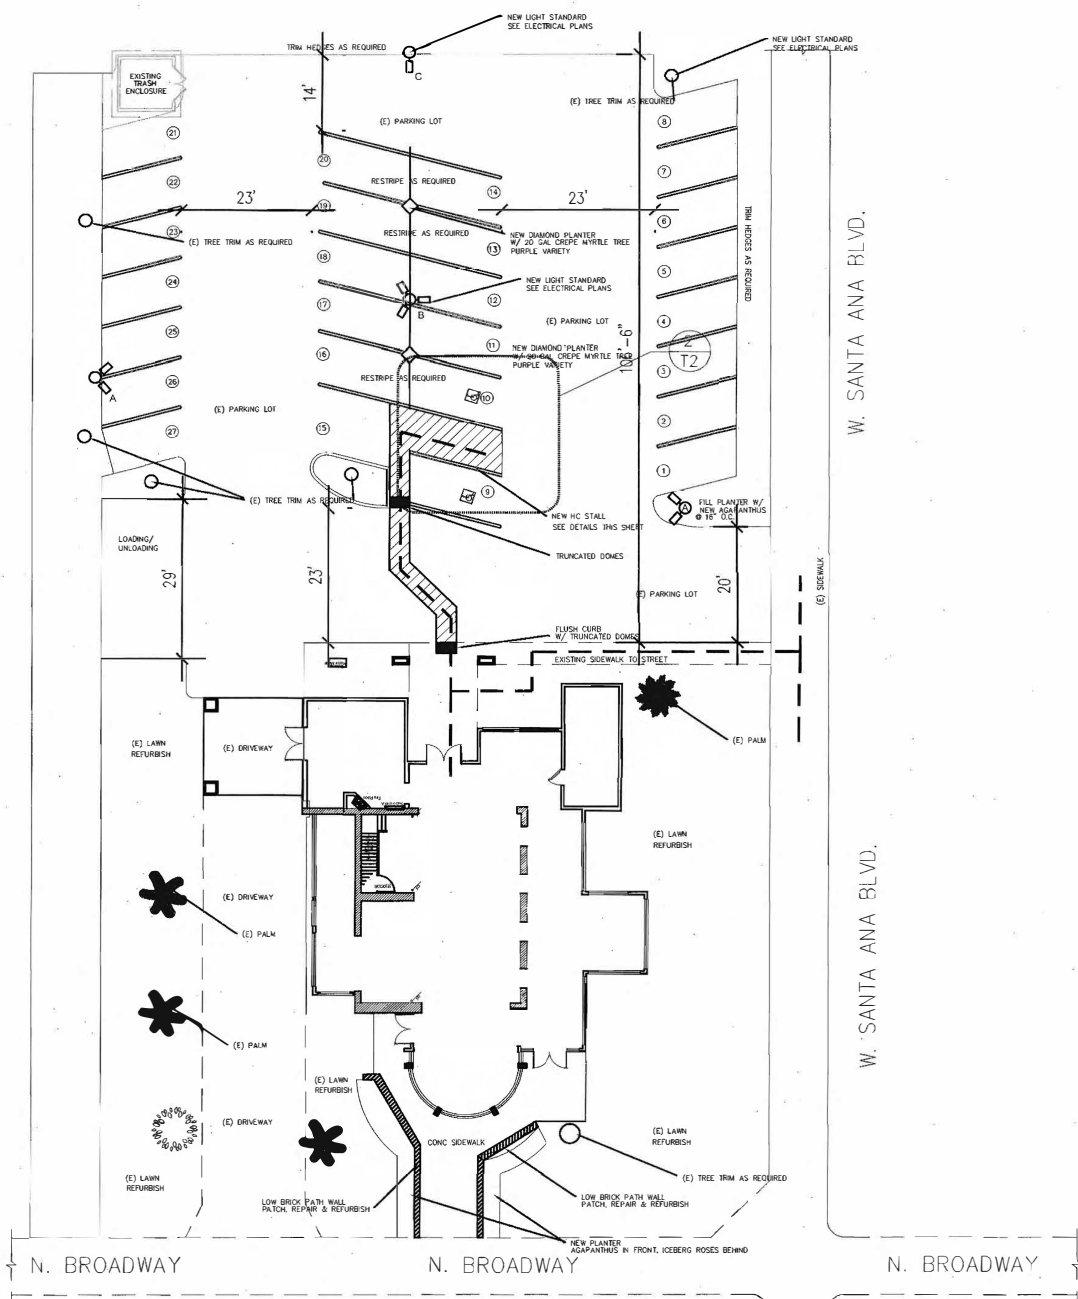 NEW LIGHT STANDARD
SEE ELECTRICAL PLANS
NEW LIGHT STANDARD
SEE ELECTRICAL PLANS
TRIM HEDGES AS REQUIRED
C
EXISTING
TRASH
ENCLOSURE
14'
(E) TREE TRIM AS REQUIRED
(E) PARKING LOT
8
21
20
RESTRIPE AS REQUIRED
7
22
14
23'
23'
19
6
TRIM HEDGES AS REQUIRED
W. SANTA ANA BLVD.
23
RESTRIPE AS REQUIRED
(E) TREE TRIM AS REQUIRED
NEW DIAMOND PLANTER
W/ 20 GAL CREPE MYRTLE TREE
PURPLE VARIETY
13
18
5
24
NEW LIGHT STANDARD
SEE ELECTRICAL PLANS
17
12
B
(E) PARKING LOT
4
25
11
NEW DIAMOND PLANTER
W/ 20 GAL CREPE MYRTLE TREE
PURPLE VARIETY
2
T2
16
3
26
RESTRIPE AS REQUIRED
A
10
(E) PARKING LOT
2
27
15
1
9
(E) TREE TRIM AS REQUIRED
A
FILL PLANTER W/
NEW AGAPANTHUS
@ 16" O.C.
NEW HC STALL
SEE DETAILS THIS SHEET
LOADING/
UNLOADING
TRUNCATED DOMES
29'
23'
20'
(E) SIDEWALK
(E) PARKING LOT
FLUSH CURB
W/ TRUNCATED DOMES
EXISTING SIDEWALK TO STREET
(E) LAWN
REFURBISH
(E) DRIVEWAY
(E) PALM
(E) LAWN
REFURBISH
W. SANTA ANA BLVD.
(E) DRIVEWAY
(E) PALM
(E) PALM
(E) LAWN
REFURBISH
(E) DRIVEWAY
CONC SIDEWALK
(E) LAWN
REFURBISH
(E) LAWN
REFURBISH
(E) TREE TRIM AS REQUIRED
LOW BRICK PATH WALL
PATCH, REPAIR & REFURBISH
LOW BRICK PATH WALL
PATCH, REPAIR & REFURBISH
NEW PLANTER
AGAPANTHUS IN FRONT, ICEBERG ROSES BEHIND
N. BROADWAY
N. BROADWAY
N. BROADWAY